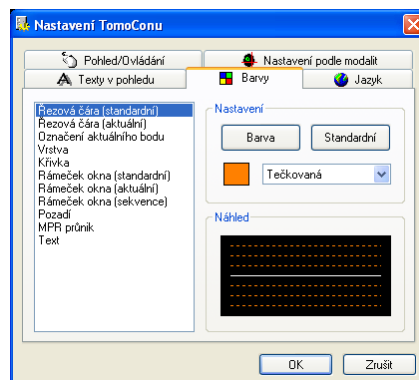 Nastavení TomoConu
Pohled/Ovládání
Nastavení podle modalit
Texty v pohledu
Barvy
Jazyk
Řezová čára (standardní)
Řezová čára (aktuální)
Označení aktuálního bodu
Vrstva
Křivka
Rámeček okna (standardní)
Rámeček okna (aktuální)
Rámeček okna (sekvence)
Pozadí
MPR průnik
Text
Nastavení
Barva
Standardní
Tečkovaná
Náhled
OK
Zrušit